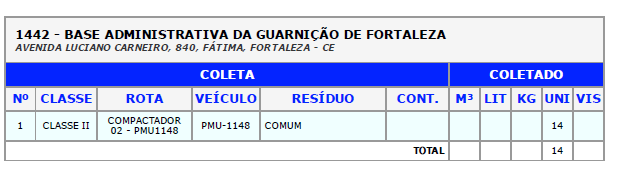 1442 - BASE ADMINISTRATIVA DA GUARNIÇÃO DE FORTALEZA
AVENIDA LUCIANO CARNEIRO, 840, FÁTIMA, FORTALEZA - CE
COLETA COLETADO
Nº CLASSE ROTA VEÍCULO RESÍDUO CONT. M³ LIT KG UNI VIS
1 CLASSE II COMPACTADOR 02 - PMU1148 PMU-1148 COMUM 14
TOTAL 14